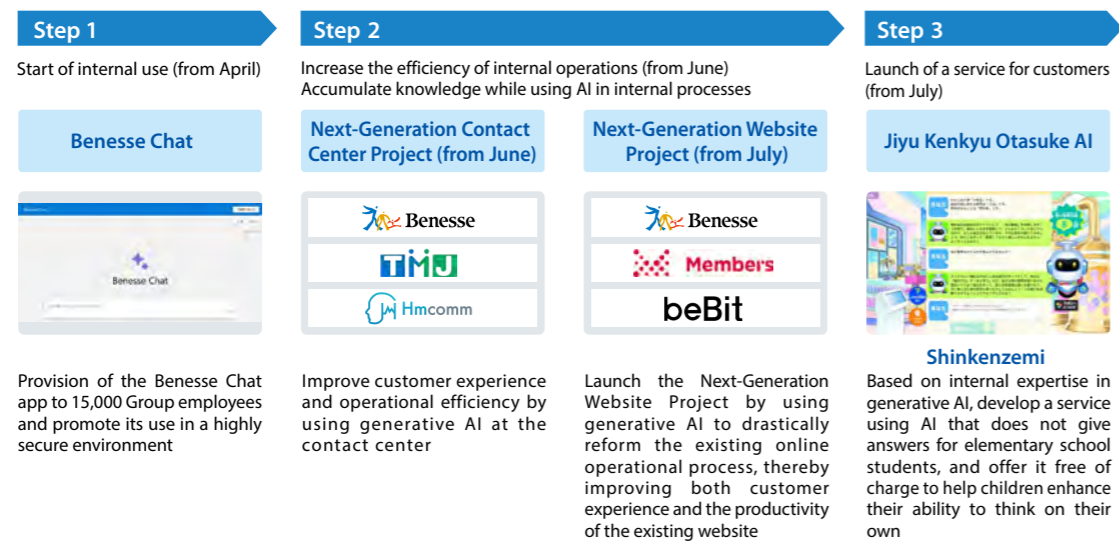 Step 1
Start of internal use (from April)
Benesse Chat
Benesse Chat
Provision of the Benesse Chat
app to 15,000 Group employees
and promote its use in a highly
secure environment
Step 2
Increase the efficiency of internal operations (from June)
Accumulate knowledge while using AI in internal processes
Next-Generation Contact
Center Project (from June)
Benesse
TMJ
Hmcomm
Improve customer experience
and operational efficiency by
using generative AI at the
contact center
Next-Generation Website
Project (from July)
Benesse
Members
beBit
Launch the Next-Generation
Website Project by using
generative AI to drastically
reform the existing online
operational process, thereby
improving both customer
experience and the productivity
of the existing website
Step 3
Launch of a service for customers
(from July)
Jiyu Kenkyu Otasuke AI
Shinkenzemi
Based on internal expertise in
generative AI, develop a service
using AI that does not give
answers for elementary school
students, and offer it free of
charge to help children enhance
their ability to think on their
own